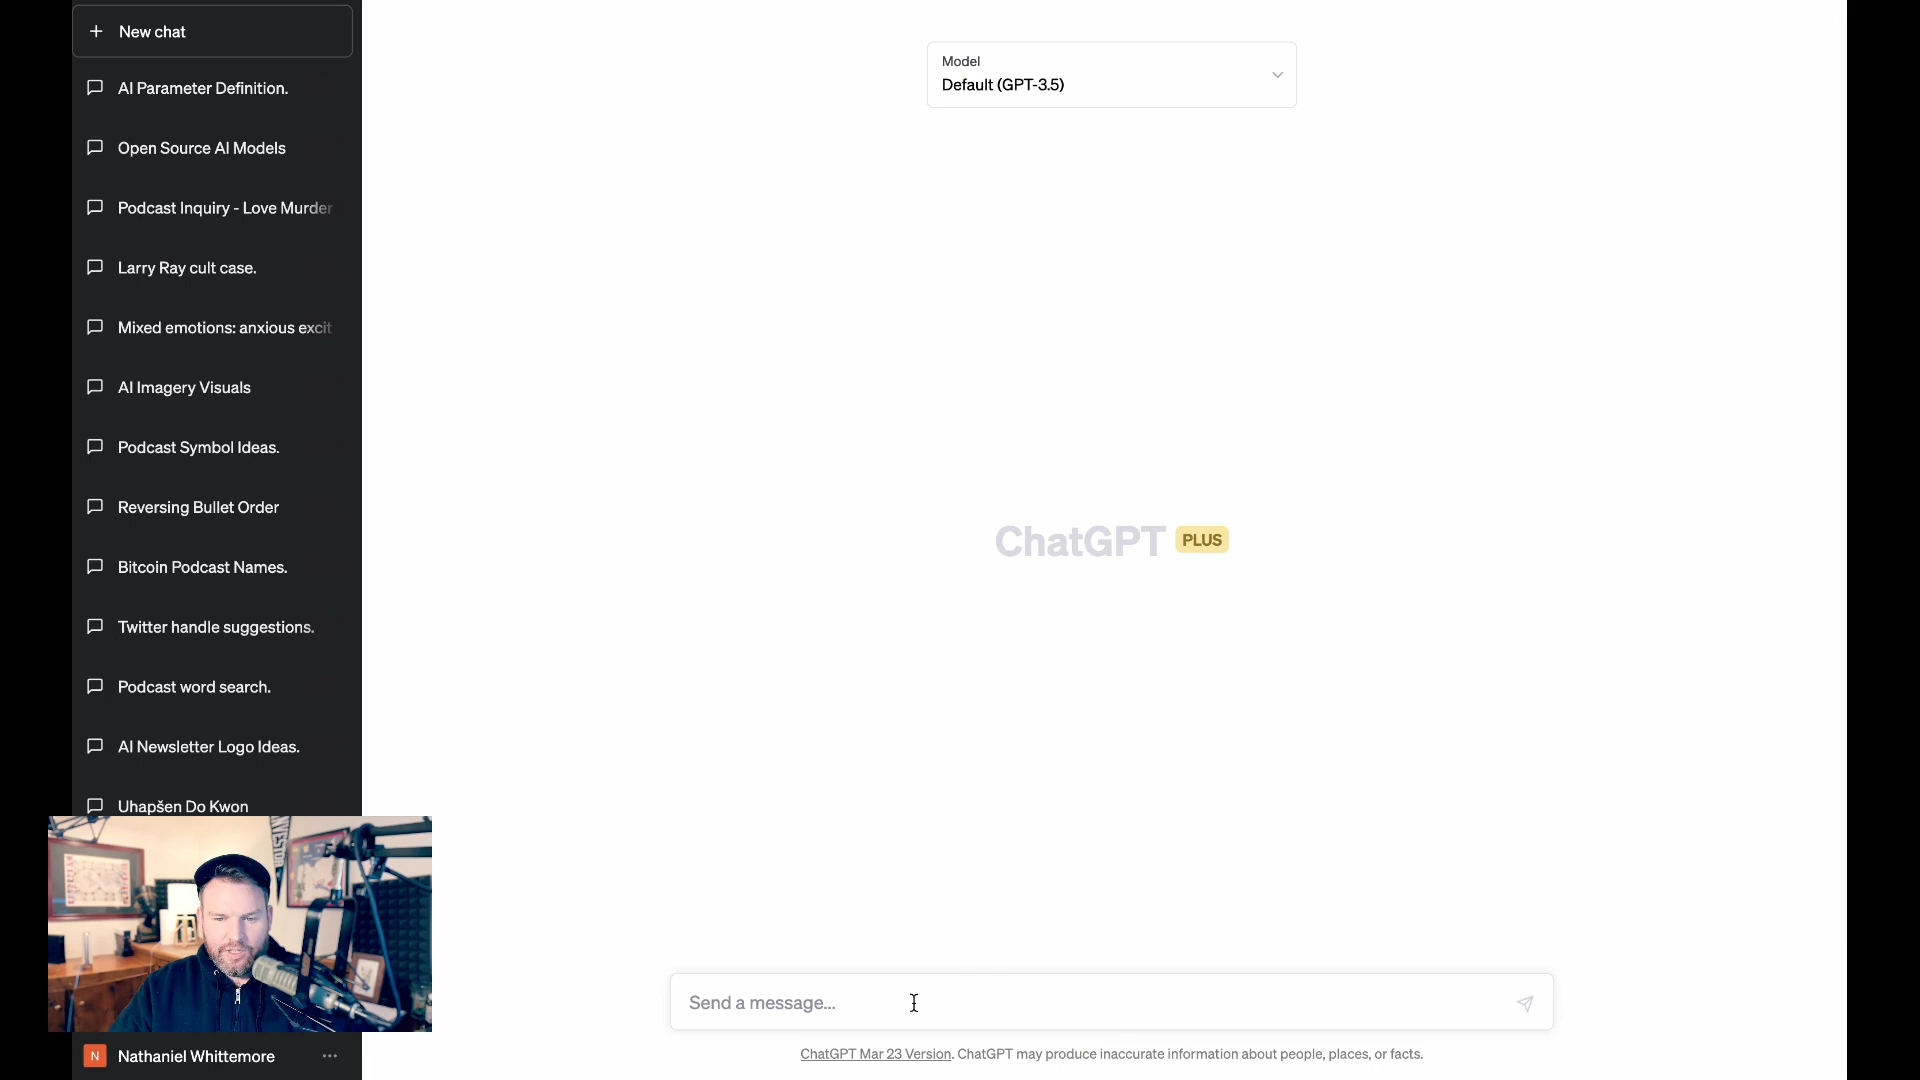 New chat
AI Parameter Definition.
Open Source AI Models
Podcast Inquiry - Love Murder
Larry Ray cult case.
Mixed emotions: anxious excit
AI Imagery Visuals
Podcast Symbol Ideas.
Reversing Bullet Order
Bitcoin Podcast Names.
Twitter handle suggestions.
Podcast word search.
AI Newsletter Logo Ideas.
Uhapšen Do Kwon
N Nathaniel Whittemore
Model
Default (GPT-3.5)
ChatGPT PLUS
Send a message...
ChatGPT Mar 23 Version. ChatGPT may produce inaccurate information about people, places, or facts.